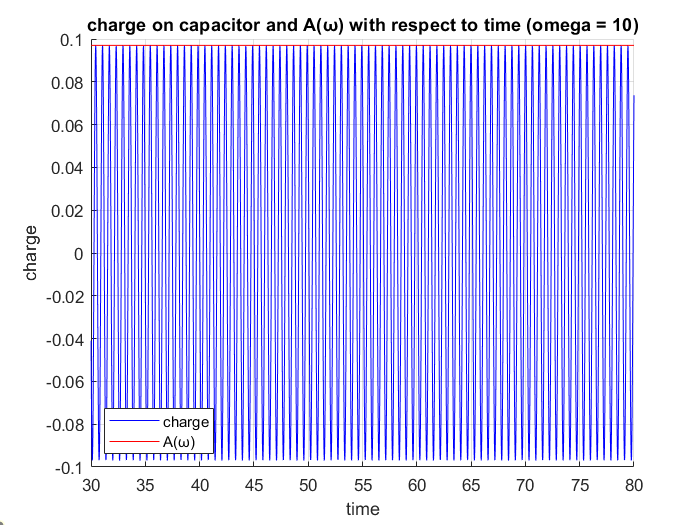 charge on capacitor and A(ω) with respect to time (omega = 10)
0.1
0.08
0.06
0.04
0.02
0
-0.02
-0.04
-0.06
-0.08
-0.1
charge
charge
A(ω)
30 35 40 45 50 55 60 65 70 75 80
time